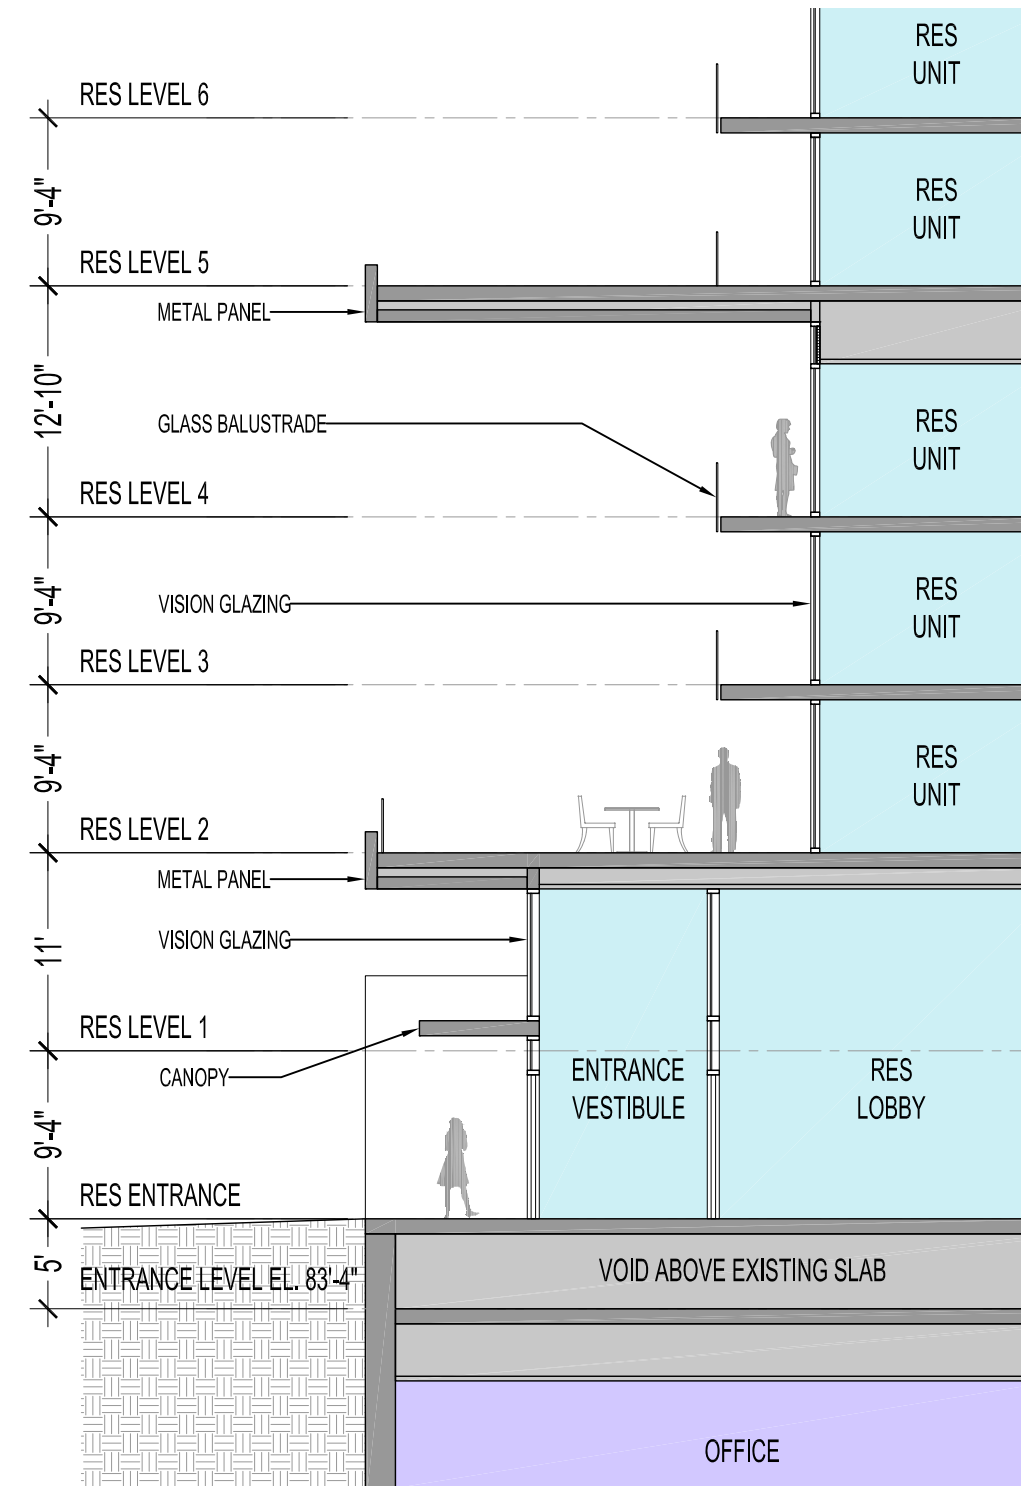 RES
UNIT
RES LEVEL 6
9'-4"
RES
UNIT
RES LEVEL 5
METAL PANEL
12'-10"
GLASS BALUSTRADE
RES
UNIT
RES LEVEL 4
9'-4"
VISION GLAZING
RES
UNIT
RES LEVEL 3
9'-4"
RES
UNIT
RES LEVEL 2
METAL PANEL
11'
VISION GLAZING
RES LEVEL 1
CANOPY
ENTRANCE
VESTIBULE
RES
LOBBY
9'-4"
RES ENTRANCE
5'
ENTRANCE LEVEL EL. 83'-4"
VOID ABOVE EXISTING SLAB
OFFICE